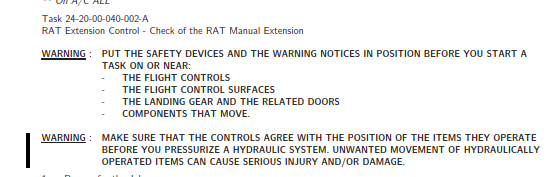 ** On A/C ALL
Task 24-20-00-040-002-A
RAT Extension Control - Check of the RAT Manual Extension
WARNING : PUT THE SAFETY DEVICES AND THE WARNING NOTICES IN POSITION BEFORE YOU START A
TASK ON OR NEAR:
- THE FLIGHT CONTROLS
- THE FLIGHT CONTROL SURFACES
- THE LANDING GEAR AND THE RELATED DOORS
- COMPONENTS THAT MOVE.
WARNING : MAKE SURE THAT THE CONTROLS AGREE WITH THE POSITION OF THE ITEMS THEY OPERATE
BEFORE YOU PRESSURIZE A HYDRAULIC SYSTEM. UNWANTED MOVEMENT OF HYDRAULICALLY
OPERATED ITEMS CAN CAUSE SERIOUS INJURY AND/OR DAMAGE.